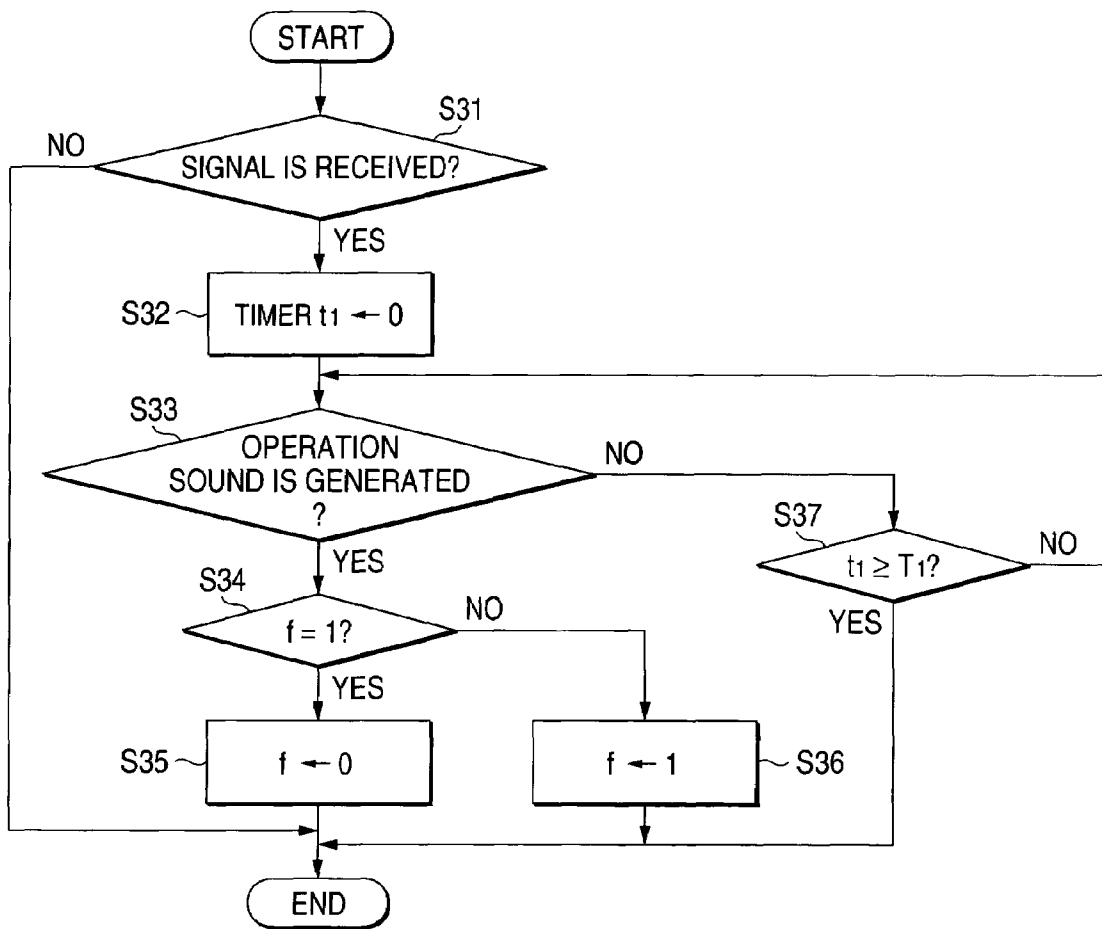 START
S31
NO
SIGNAL IS RECEIVED?
YES
S32
TIMER t1 ← 0
S33
OPERATION
SOUND IS GENERATED
?
NO
YES
S37
t1 ≥ T1?
NO
YES
S34
f = 1?
NO
YES
S35
f ← 0
f ← 1
S36
END